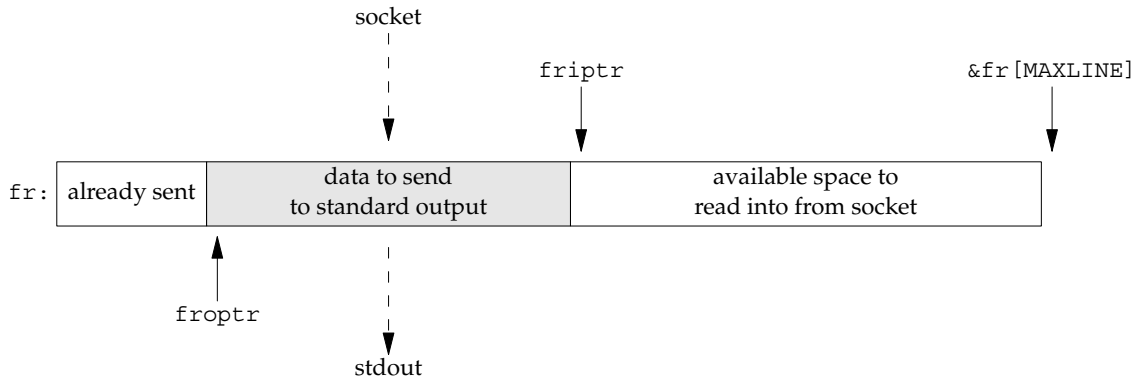 socket
friptr
&fr[MAXLINE]
fr:
already sent
data to send
to standard output
available space to
read into from socket
froptr
stdout